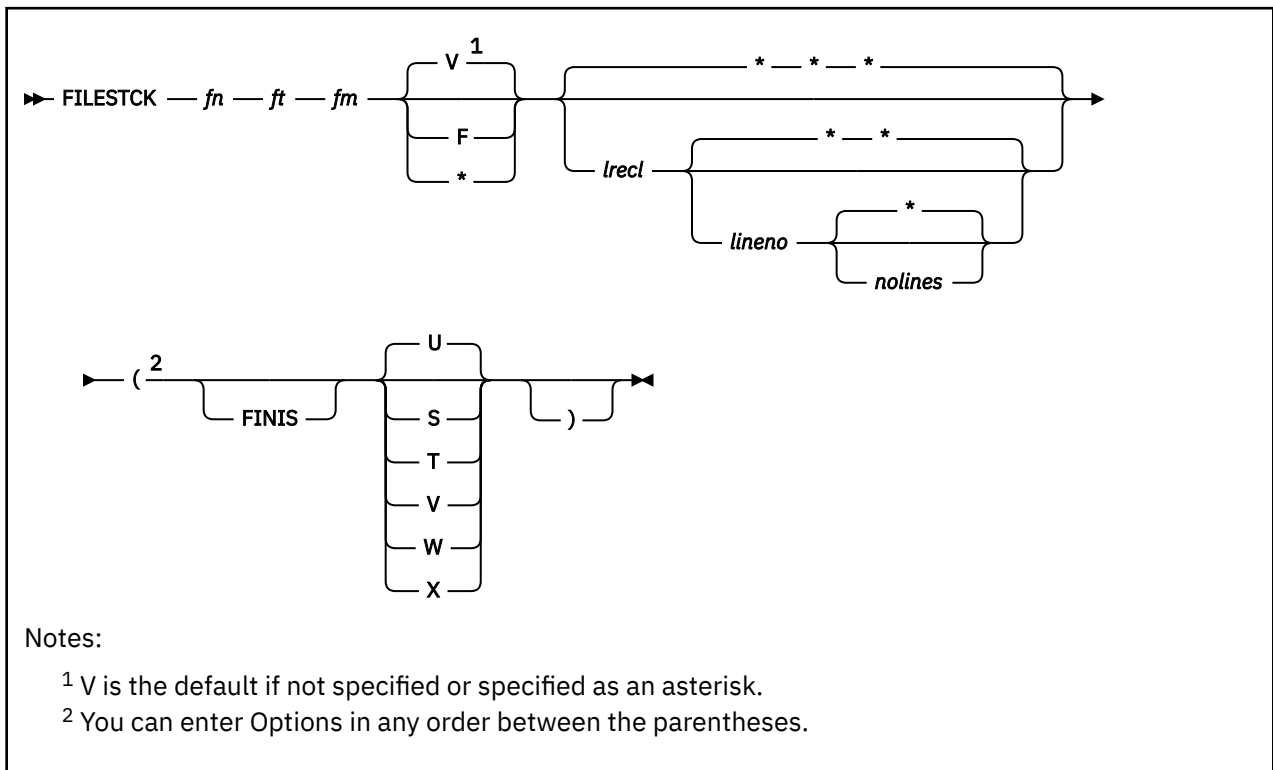 V 1
* * *
FILESTCK fn ft fm
F
*
* *
lrecl
*
lineno
nolines
U
( 2
FINIS
S
)
T
V
W
X
Notes:
1 V is the default if not specified or specified as an asterisk.
2 You can enter Options in any order between the parentheses.